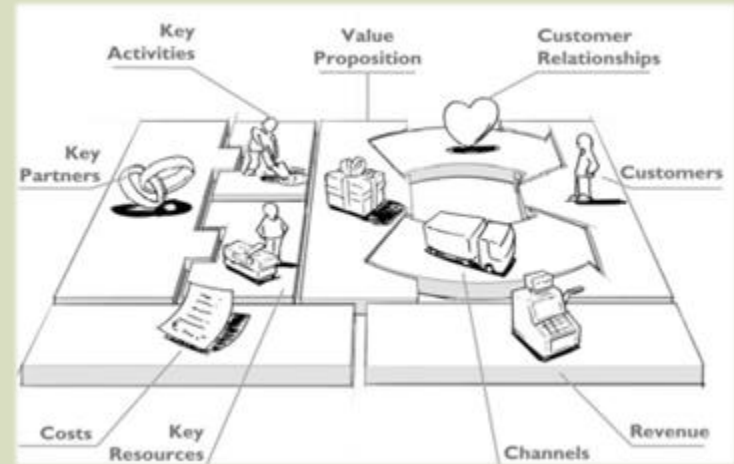 Key
Activities
Value
Proposition
Customer
Relationships
Key
Partners
Customers
Costs
Key
Resources
Channels
Revenue